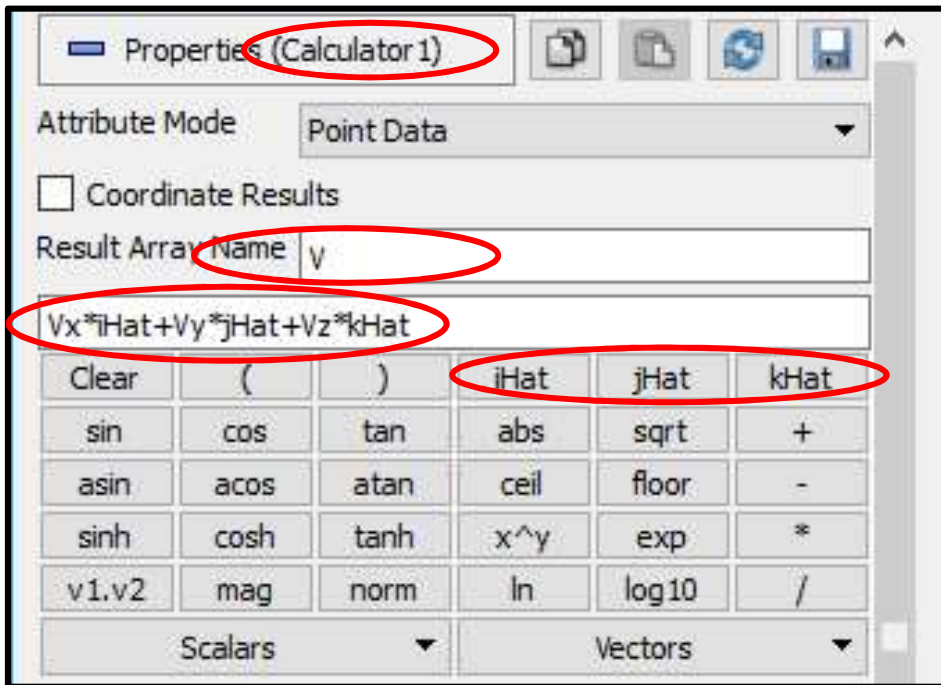 Properties (Calculator1)
Attribute Mode Point Data
Coordinate Results
Result Array Name V
Vx*iHat+Vy*jHat+Vz*kHat
Clear ( ) iHat jHat kHat
sin cos tan abs sqrt +
asin acos atan ceil floor -
sinh cosh tanh x^y exp *
v1.v2 mag norm ln log10 /
Scalars Vectors